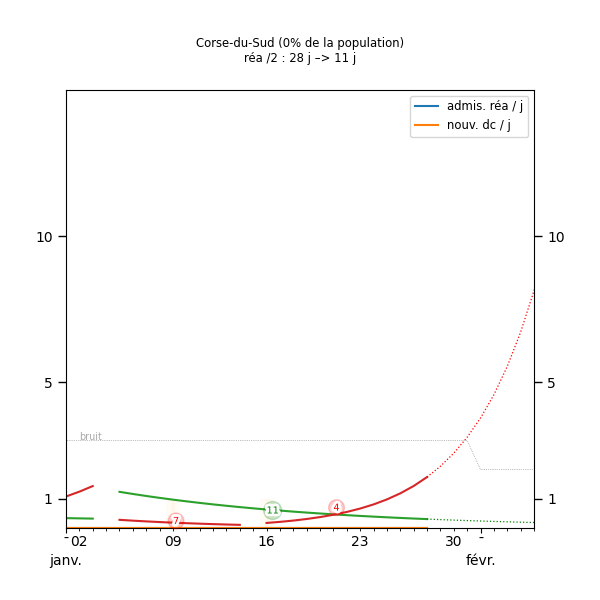 Corse-du-Sud (0% de la population)
réa /2 : 28 j –> 11 j
admis. réa / j
nouv. dc / j
10
10
5
5
bruit
1
1
7
11
4
02
09
16
23
30
janv.
févr.